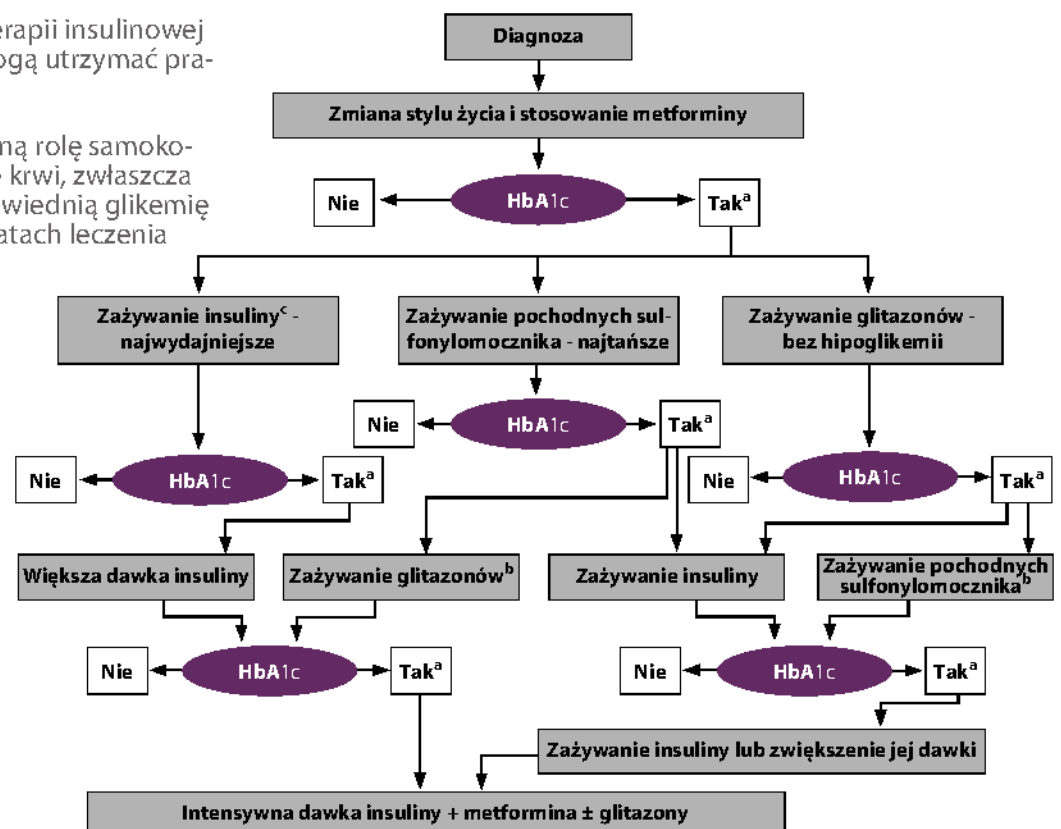 erapii insulinowej
ogą utrzymać pra-
mą rolę samoko-
krwi, zwłaszcza
wiednią glikemię
atach leczenia
Diagnoza
Zmiana stylu życia i stosowanie metforminy
Nie
HbA1c
Takᵃ
Zażywanie insulinyᶜ -
najwydajniejsze
Zażywanie pochodnych sul-
fonylomocznika - najtańsze
Zażywanie glitazonów -
bez hipoglikemii
Nie
HbA1c
Takᵃ
Nie
HbA1c
Takᵃ
Nie
HbA1c
Takᵃ
Większa dawka insuliny
Zażywanie glitazonówᵇ
Zażywanie insuliny
Zażywanie pochodnych
sulfonylomocznikaᵇ
Nie
HbA1c
Takᵃ
Nie
HbA1c
Takᵃ
Zażywanie insuliny lub zwiększenie jej dawki
Intensywna dawka insuliny + metformina ± glitazony